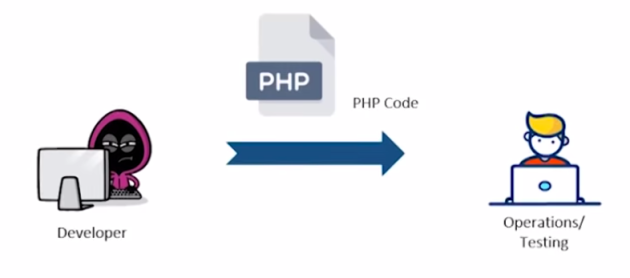 PHP
PHP Code
Developer
Operations/
Testing